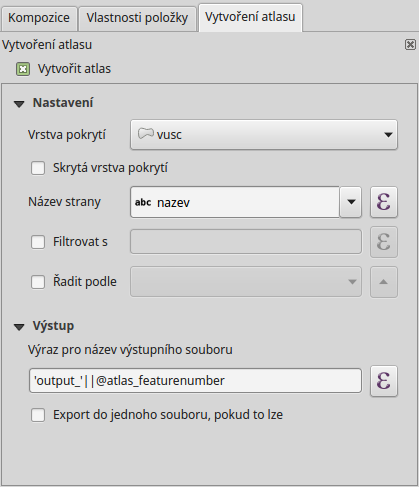 Kompozice Vlastnosti položky Vytvoření atlasu
Vytvoření atlasu
Vytvořit atlas
Nastavení
Vrstva pokrytí vusc
Skrytá vrstva pokrytí
Název strany abc nazev ε
Filtrovat s ε
Řadit podle
Výstup
Výraz pro název výstupního souboru
'output_'||@atlas_featurenumber ε
Export do jednoho souboru, pokud to lze